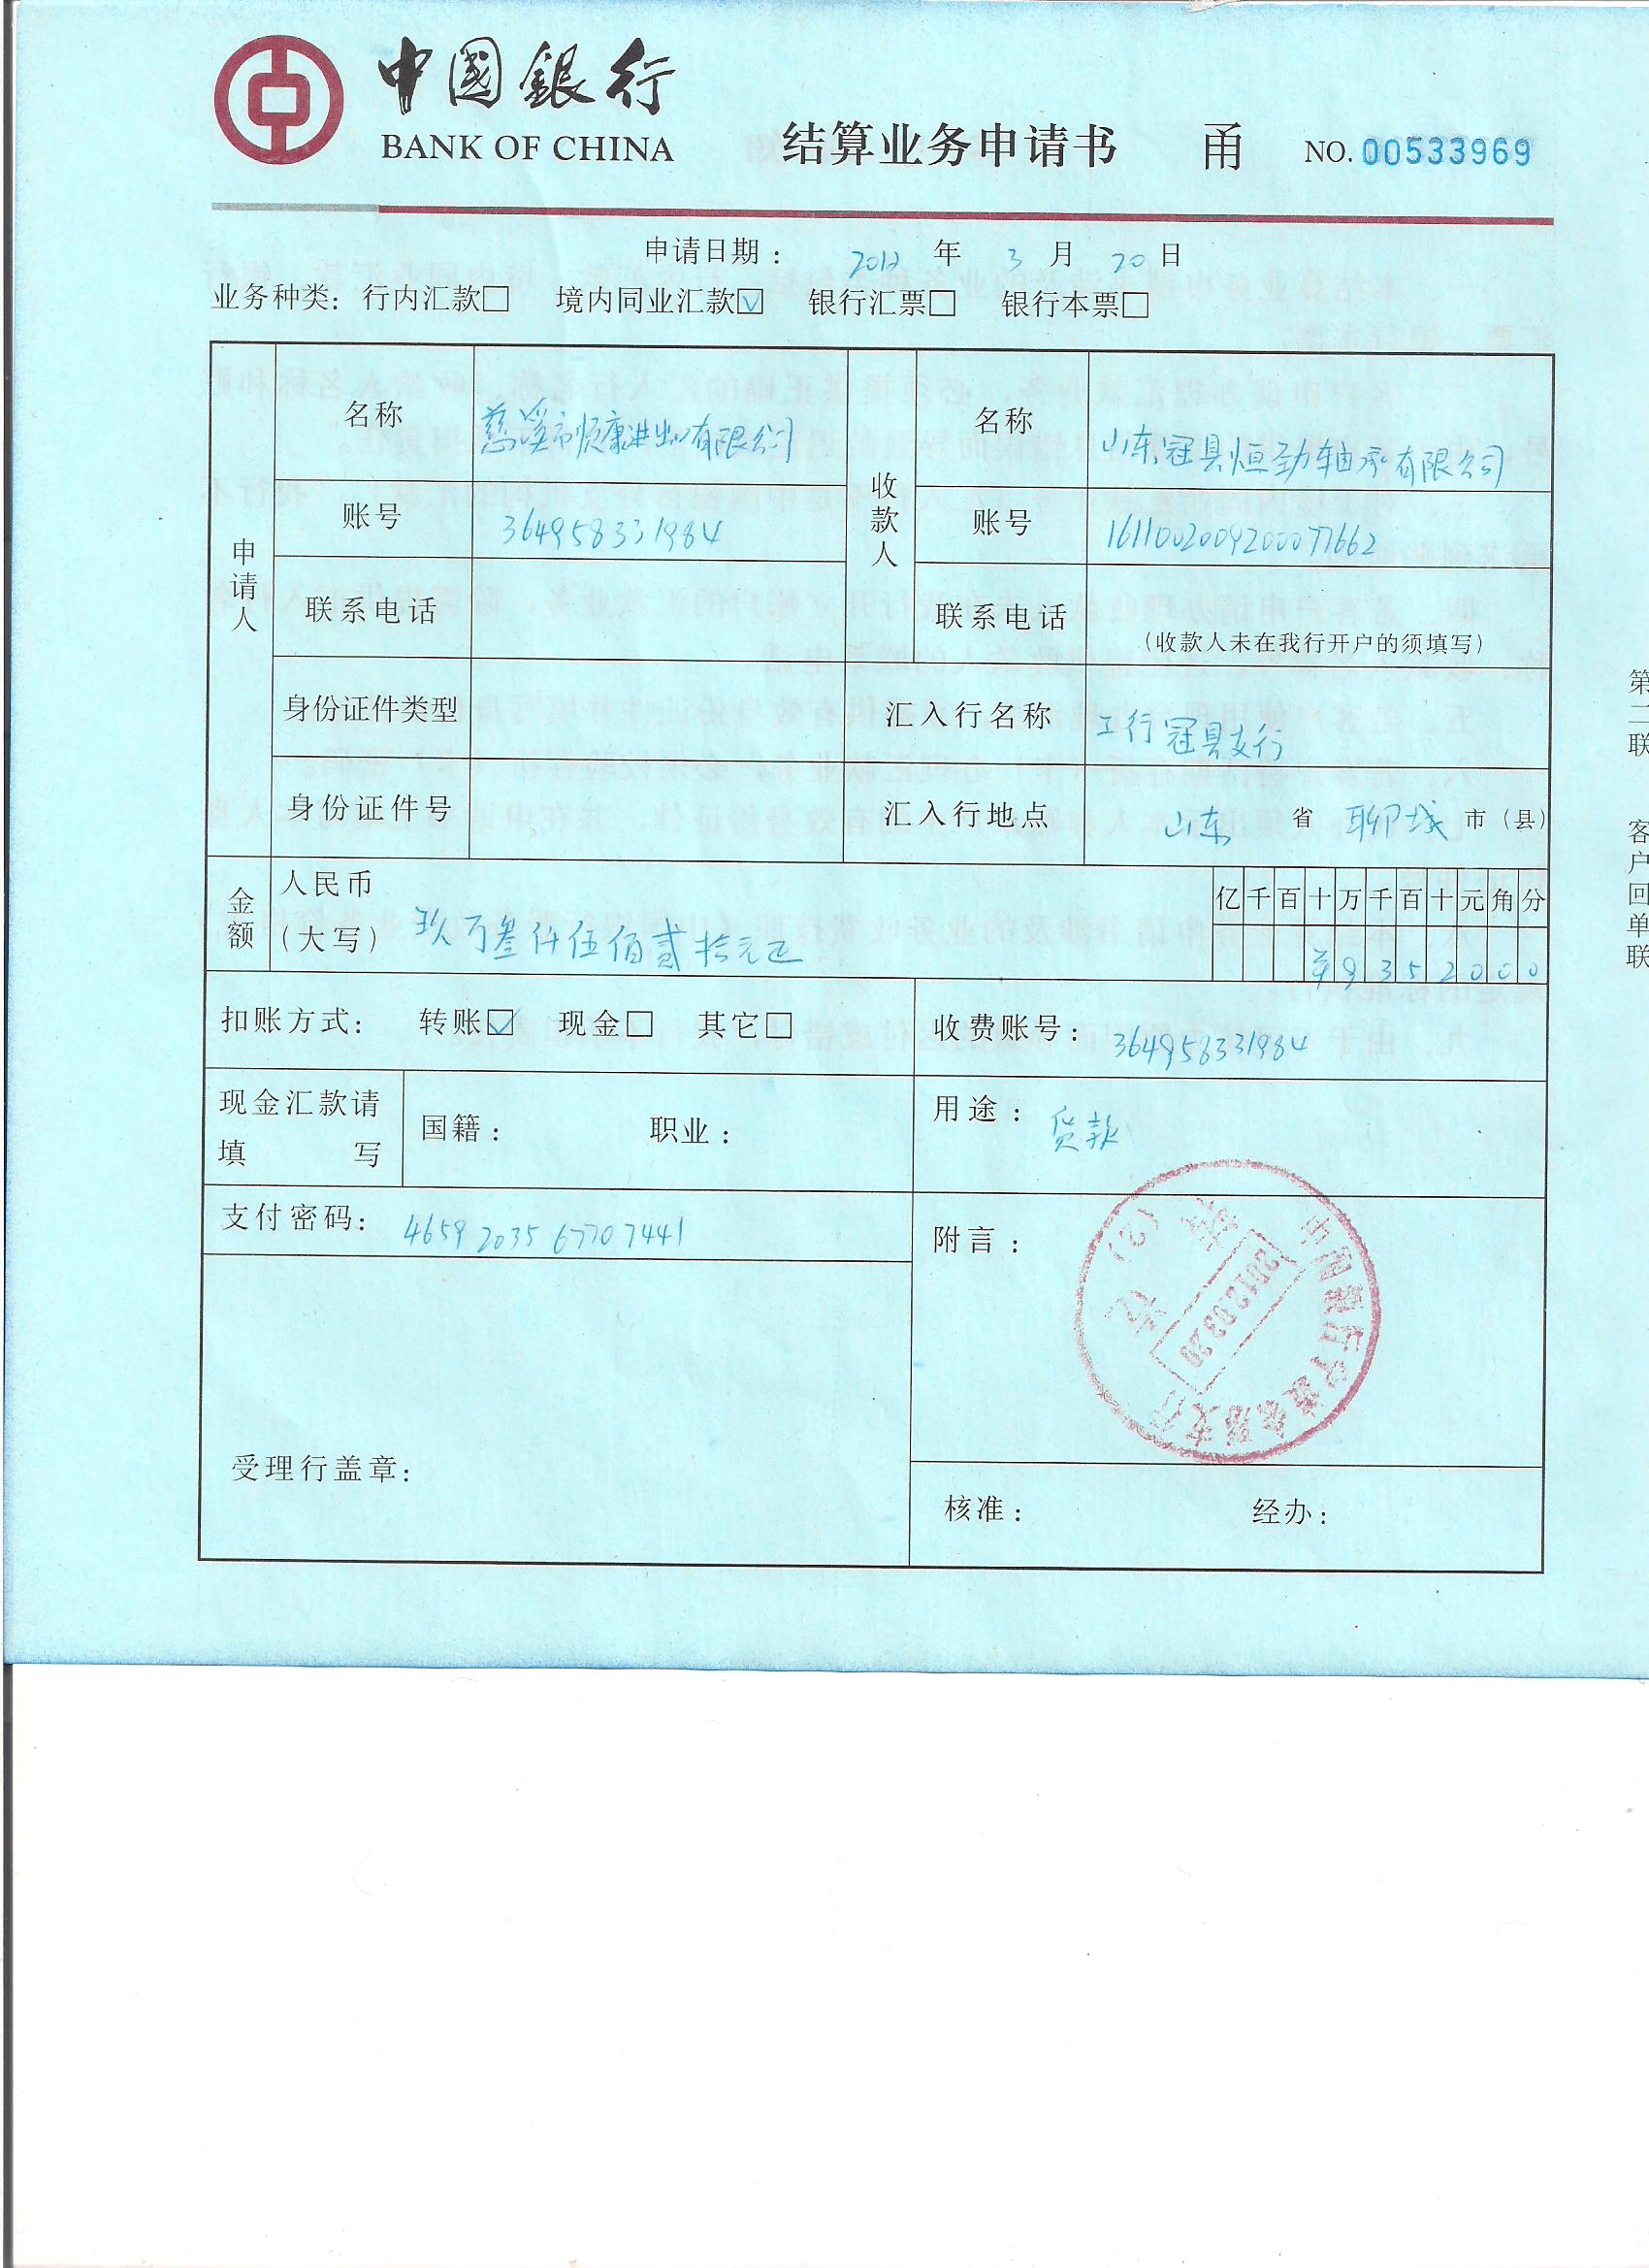 中國銀行
BANK OF CHINA
结算业务申请书 甬 NO. 00533969
申请日期: 2012 年 3 月 20 日
业务种类: 行内汇款□ 境内同业汇款☑ 银行汇票□ 银行本票□
申请人
名称 慈溪市顺康进出口有限公司
账号 364958331984
联系电话
身份证件类型
身份证件号
收款人
名称 山东冠县恒劲轴承有限公司
账号 1611002009200077662
联系电话
(收款人未在我行开户的须填写)
汇入行名称 工行冠县支行
汇入行地点 山东 省 聊城 市(县)
金额
人民币
(大写) 玖万叁仟伍佰贰拾元正
亿 千 百 十 万 千 百 十 元 角 分
¥ 9 3 5 2 0 0 0
扣账方式: 转账☑ 现金□ 其它□
收费账号: 364958331984
现金汇款请
填 写
国籍: 职业:
用途: 货款
支付密码: 4659 2035 6770 7441
附言:
2012.03.20
受理行盖章:
核准: 经办:
第二联 客户回单联